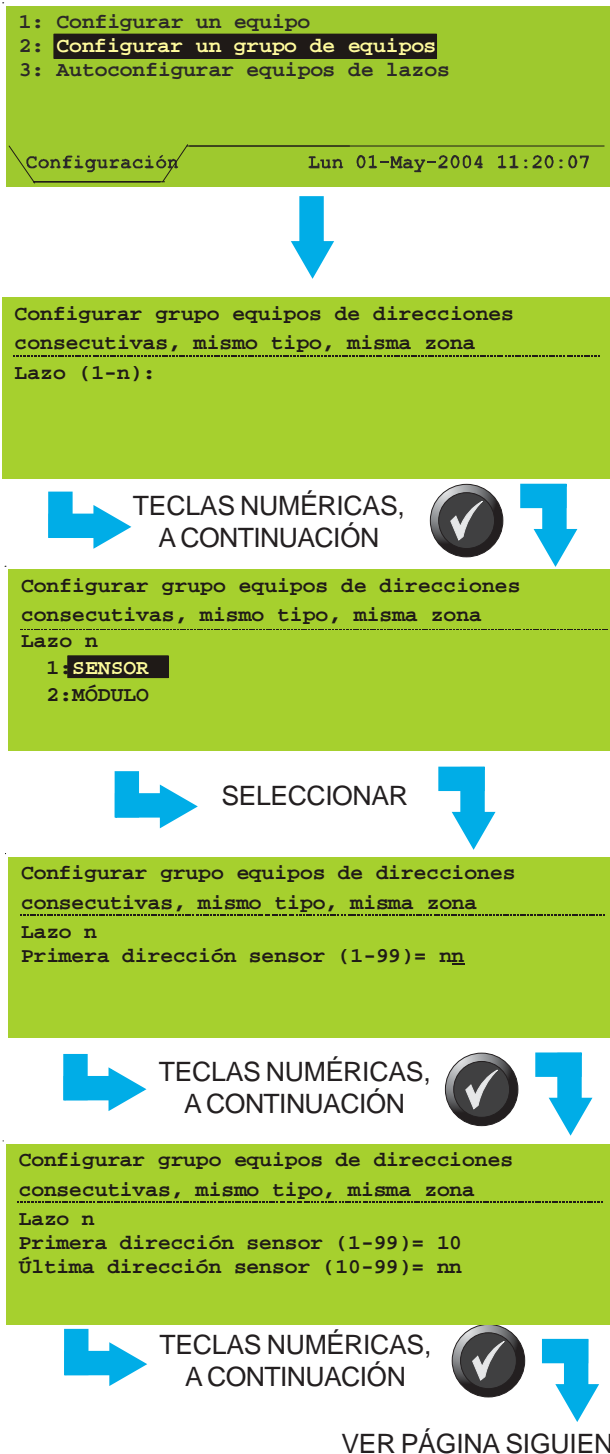 1: Configurar un equipo
2: Configurar un grupo de equipos
3: Autoconfigurar equipos de lazos
Configuración Lun 01-May-2004 11:20:07
Configurar grupo equipos de direcciones
consecutivas, mismo tipo, misma zona
Lazo (1-n):
TECLAS NUMÉRICAS,
A CONTINUACIÓN
Configurar grupo equipos de direcciones
consecutivas, mismo tipo, misma zona
Lazo n
1:SENSOR
2:MÓDULO
SELECCIONAR
Configurar grupo equipos de direcciones
consecutivas, mismo tipo, misma zona
Lazo n
Primera dirección sensor (1-99)= nn
TECLAS NUMÉRICAS,
A CONTINUACIÓN
Configurar grupo equipos de direcciones
consecutivas, mismo tipo, misma zona
Lazo n
Primera dirección sensor (1-99)= 10
Última dirección sensor (10-99)= nn
TECLAS NUMÉRICAS,
A CONTINUACIÓN
VER PÁGINA SIGUIEN